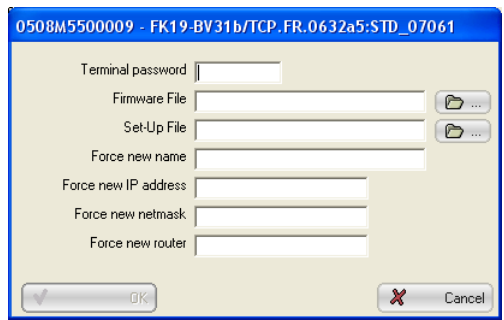 0508M5500009 - FK19-BV31b/TCP.FR.0632a5:STD_07061
Terminal password
Firmware File
...
Set-Up File
...
Force new name
Force new IP address
Force new netmask
Force new router
OK
Cancel